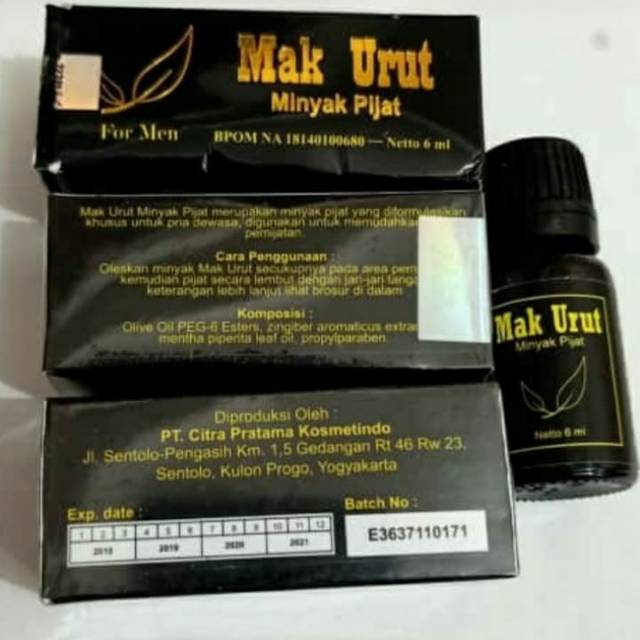 Mak Urut
Minyak Pijat
For Men
BPOM NA 18140100680 — Netto 6 ml
Mak Urut Minyak Pijat merupakan minyak pijat yang diformulasikan
khusus untuk pria dewasa, digunakan untuk memudahkan
pemijatan
Cara Penggunaan :
Oleskan minyak Mak Urut secukupnya pada area
kemudian pijat secara lembut dengan jari-jari
keterangan lebih lanjut lihat brosur di dalam
Komposisi :
Olive Oil PEG-6 Esters, zingiber aromaticus
mentha piperita leaf oil, propylparaben
Diproduksi Oleh :
PT. Citra Pratama Kosmetindo
Jl. Sentolo-Pengasih Km. 1,5 Gedangan Rt 46 Rw 23,
Sentolo, Kulon Progo, Yogyakarta
Exp. date :
1 2 3 4 5 6 7 8 9 10 11 12
2018 2019 2020 2021
Batch No :
E3637110171
Mak Urut
Minyak Pijat
Netto 6 ml